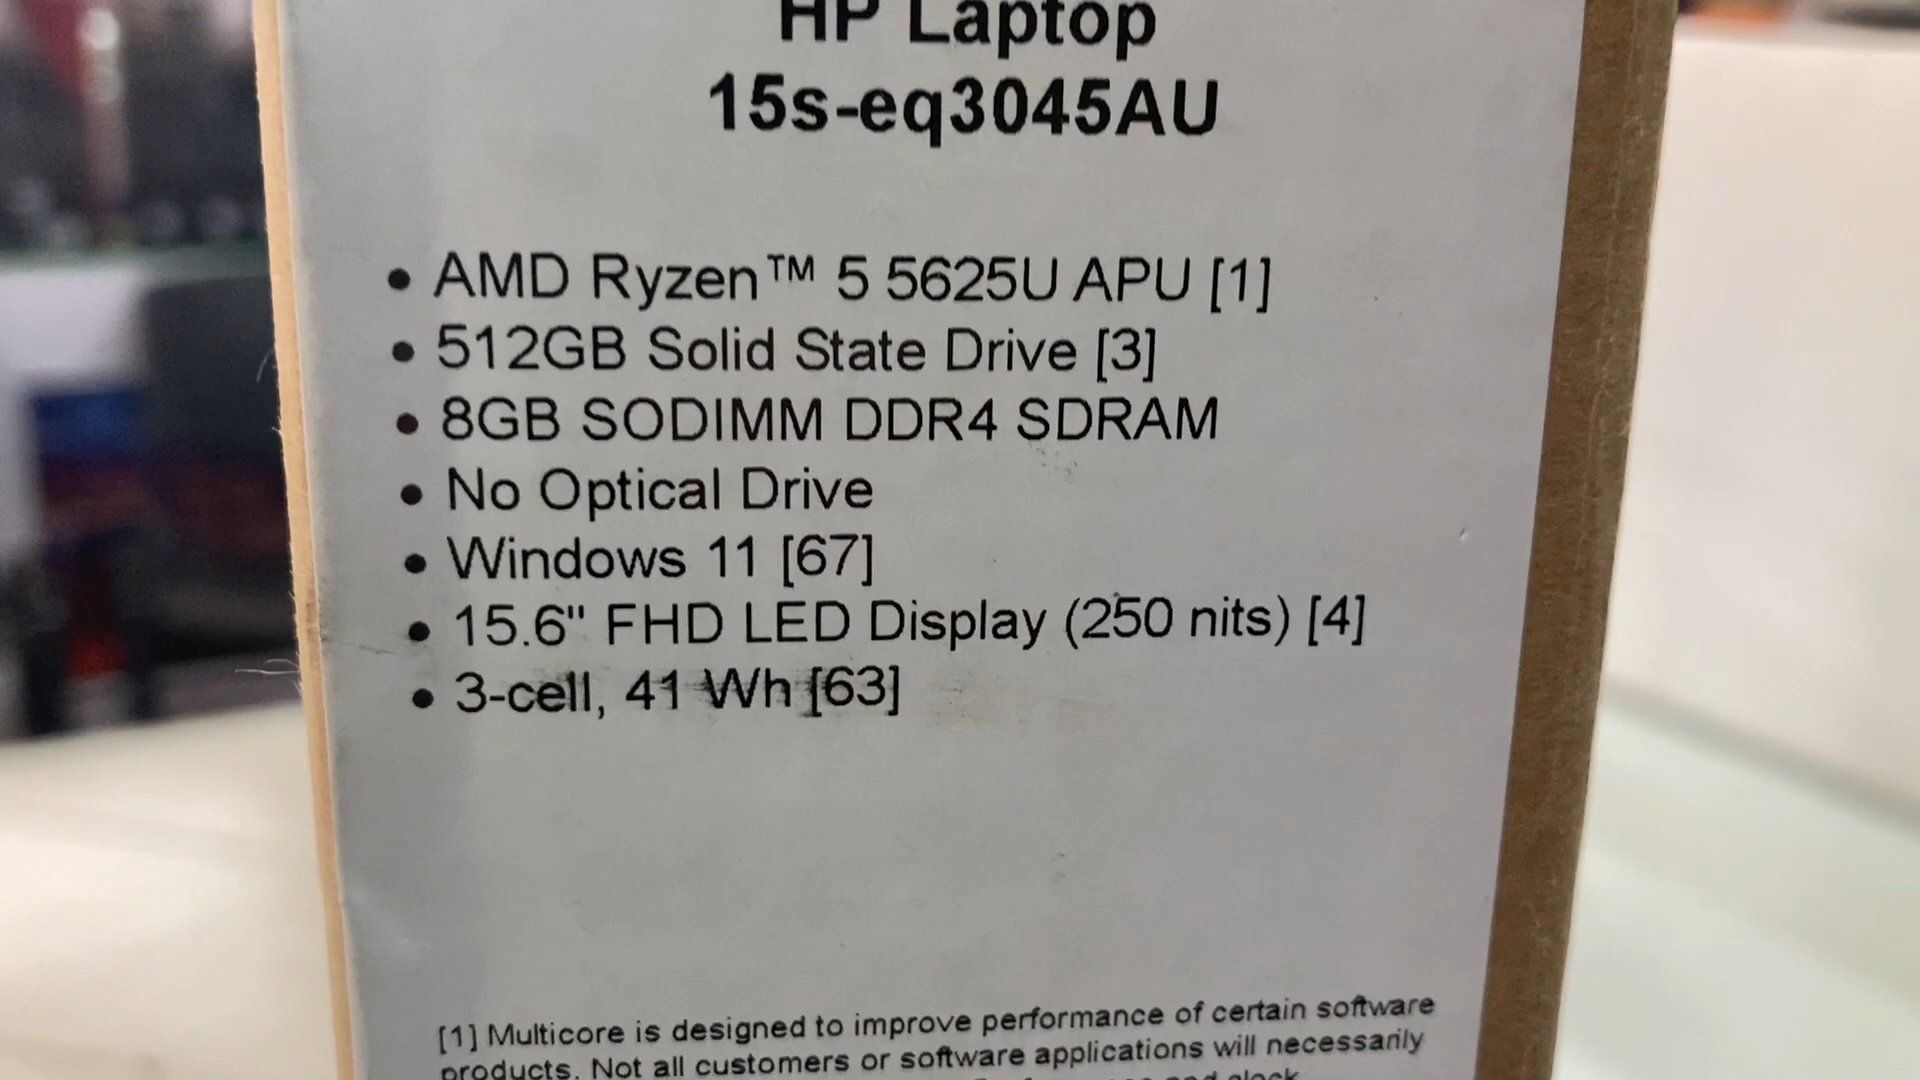 HP Laptop
15s-eq3045AU
• AMD Ryzen™ 5 5625U APU [1]
• 512GB Solid State Drive [3]
• 8GB SODIMM DDR4 SDRAM
• No Optical Drive
• Windows 11 [67]
• 15.6" FHD LED Display (250 nits) [4]
• 3-cell, 41 Wh [63]
[1] Multicore is designed to improve performance of certain software
products. Not all customers or software applications will necessarily
and clock